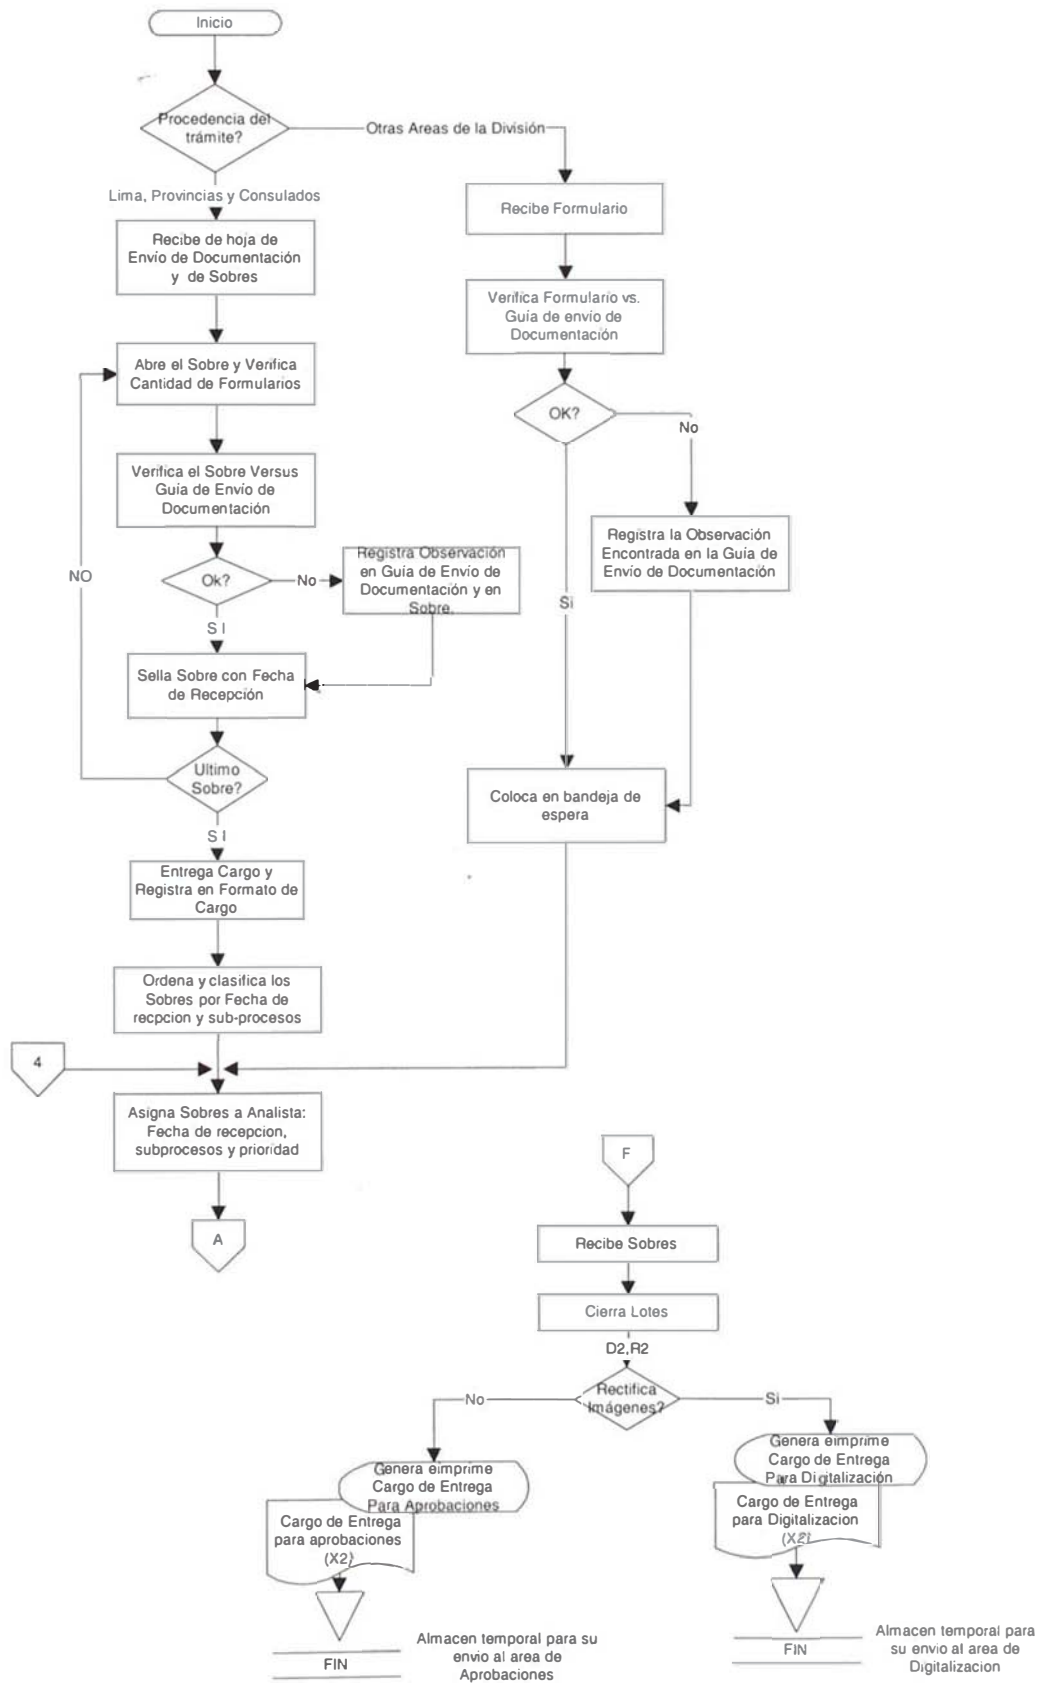 Inicio
Procedencia del
trámite?
Otras Areas de la División
Lima, Provincias y Consulados
Recibe de hoja de
Envío de Documentación
y de Sobres
Abre el Sobre y Verifica
Cantidad de Formularios
Verifica el Sobre Versus
Guía de Envío de
Documentación
Ok?
No
Registra Observación
en Guía de Envío de
Documentación y en
Sobre.
NO
S I
Sella Sobre con Fecha
de Recepción
Ultimo
Sobre?
S I
Entrega Cargo y
Registra en Formato de
Cargo
Ordena y clasifica los
Sobres por Fecha de
recpcion y sub-procesos
4
Asigna Sobres a Analista:
Fecha de recepcion,
subprocesos y prioridad
A
Recibe Formulario
Verifica Formulario vs.
Guía de envío de
Documentación
OK?
No
Registra la Observación
Encontrada en la Guía de
Envío de Documentación
Si
Coloca en bandeja de
espera
F
Recibe Sobres
Cierra Lotes
D2,R2
Rectifica
Imágenes?
No
Si
Genera eimprime
Cargo de Entrega
Para Aprobaciones
Cargo de Entrega
para aprobaciones
(X2)
FIN
Almacen temporal para su
envio al area de
Aprobaciones
Genera eimprime
Cargo de Entrega
Para Digitalización
Cargo de Entrega
para Digitalizacion
(X2)
FIN
Almacen temporal para
su envio al area de
Digitalizacion